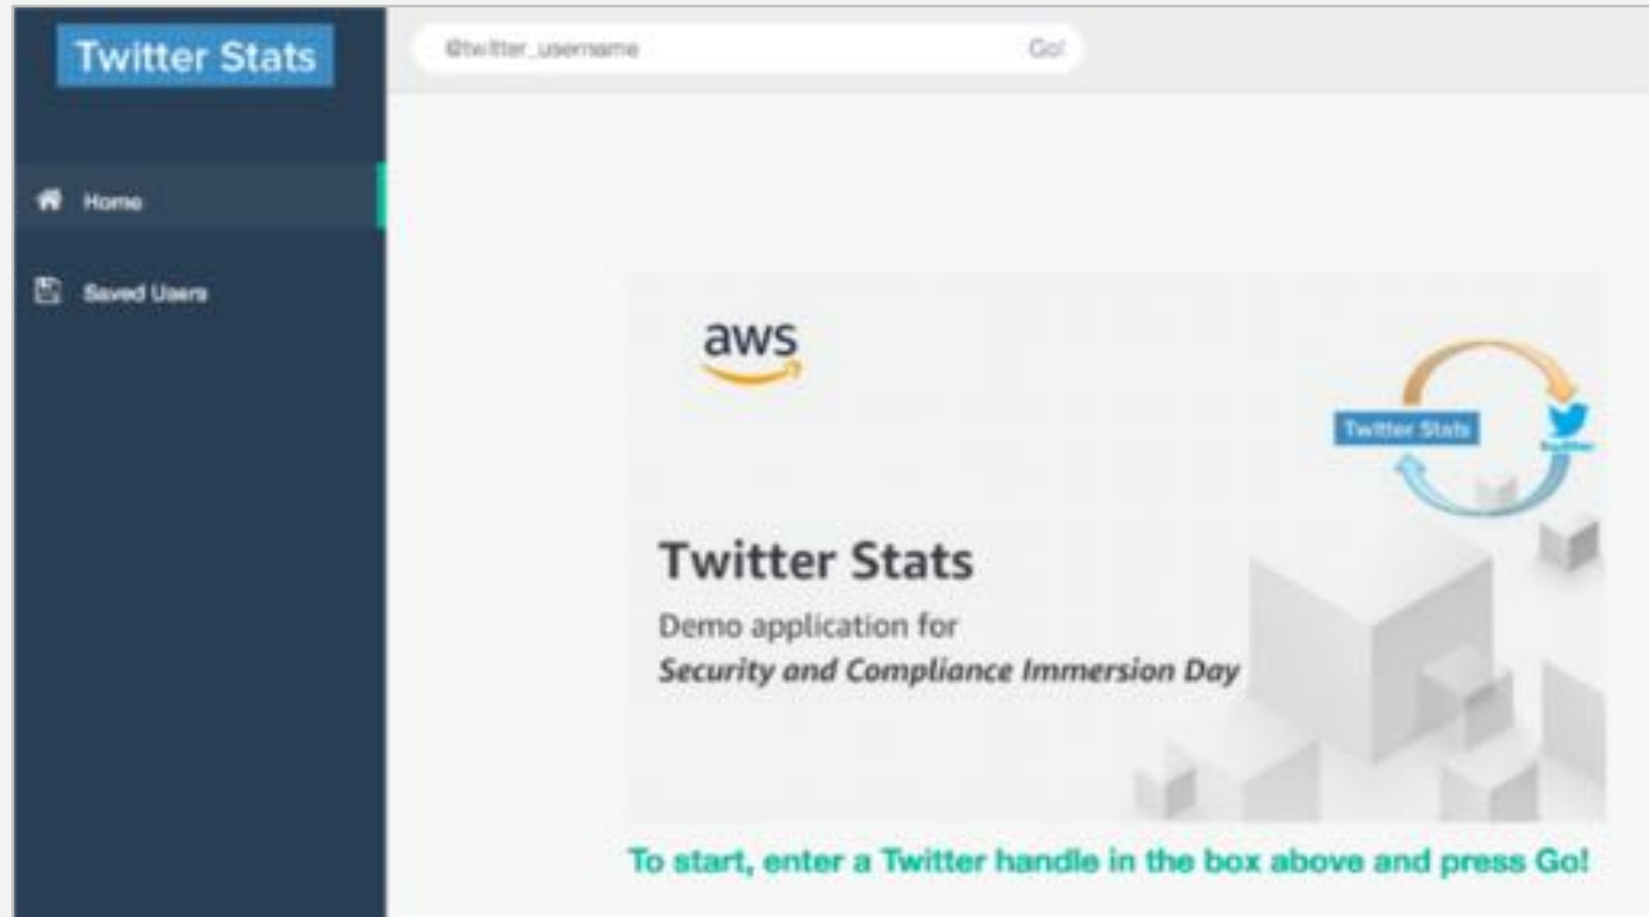 Twitter Stats
@twitter_username Go!
Home
Saved Users
aws
Twitter Stats
Twitter
Twitter Stats
Demo application for
Security and Compliance Immersion Day
To start, enter a Twitter handle in the box above and press Go!